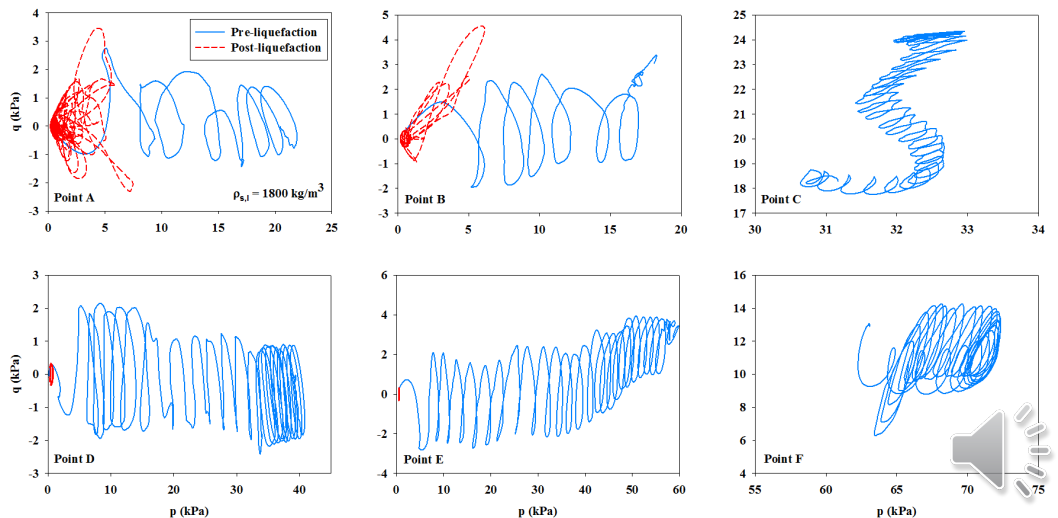 Pre-liquefaction
Post-liquefaction
4
3
2
1
0
-1
-2
-3
q (kPa)
0 5 10 15 20 25
Point A
ρs,l = 1800 kg/m³
5
4
3
2
1
0
-1
-2
-3
0 5 10 15 20
Point B
25
24
23
22
21
20
19
18
17
30 31 32 33 34
Point C
3
2
1
0
-1
-2
-3
q (kPa)
0 10 20 30 40
Point D
p (kPa)
6
4
2
0
-2
-4
0 10 20 30 40 50 60
Point E
p (kPa)
16
14
12
10
8
6
4
55 60 65 70 75
Point F
p (kPa)